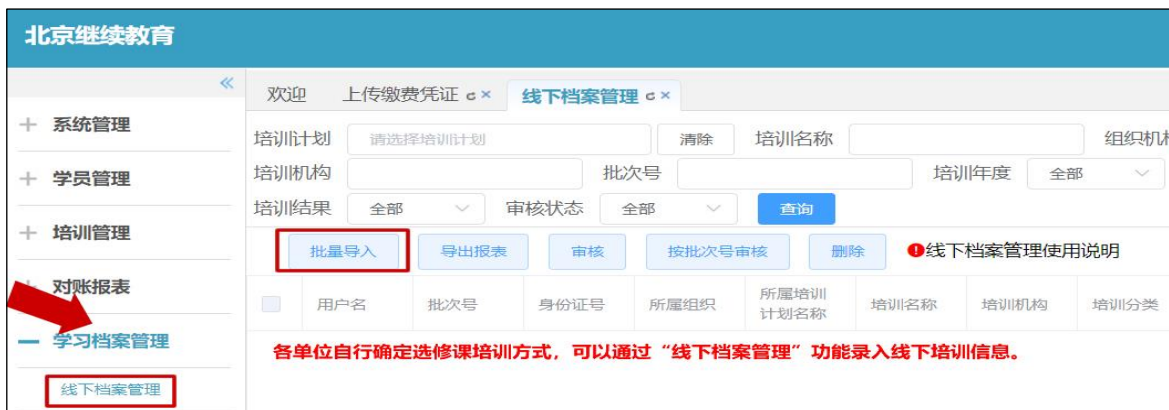 北京继续教育
欢迎 上传缴费凭证 线下档案管理
系统管理
学员管理
培训管理
对账报表
学习档案管理
线下档案管理
培训计划 请选择培训计划 清除 培训名称 组织机构
培训机构 批次号 培训年度 全部
培训结果 全部 审核状态 全部 查询
批量导入 导出报表 审核 按批次号审核 删除 线下档案管理使用说明
用户名 批次号 身份证号 所属组织 所属培训计划名称 培训名称 培训机构 培训分类
各单位自行确定选修课培训方式，可以通过“线下档案管理”功能录入线下培训信息。